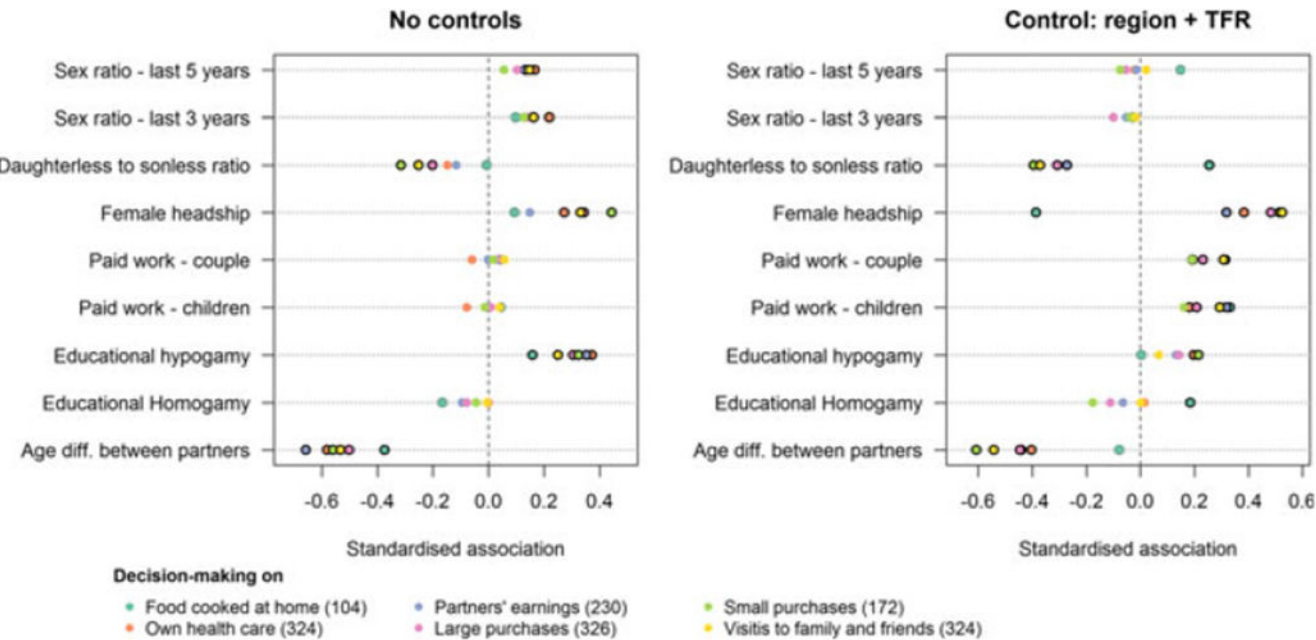 No controls
Control: region + TFR
Sex ratio - last 5 years
Sex ratio - last 3 years
Daughterless to sonless ratio
Female headship
Paid work - couple
Paid work - children
Educational hypogamy
Educational Homogamy
Age diff. between partners
-0.6 -0.4 -0.2 0.0 0.2 0.4
Standardised association
Sex ratio - last 5 years
Sex ratio - last 3 years
Daughterless to sonless ratio
Female headship
Paid work - couple
Paid work - children
Educational hypogamy
Educational Homogamy
Age diff. between partners
-0.6 -0.4 -0.2 0.0 0.2 0.4 0.6
Standardised association
Decision-making on
Food cooked at home (104) Partners' earnings (230) Small purchases (172)
Own health care (324) Large purchases (326) Visitis to family and friends (324)